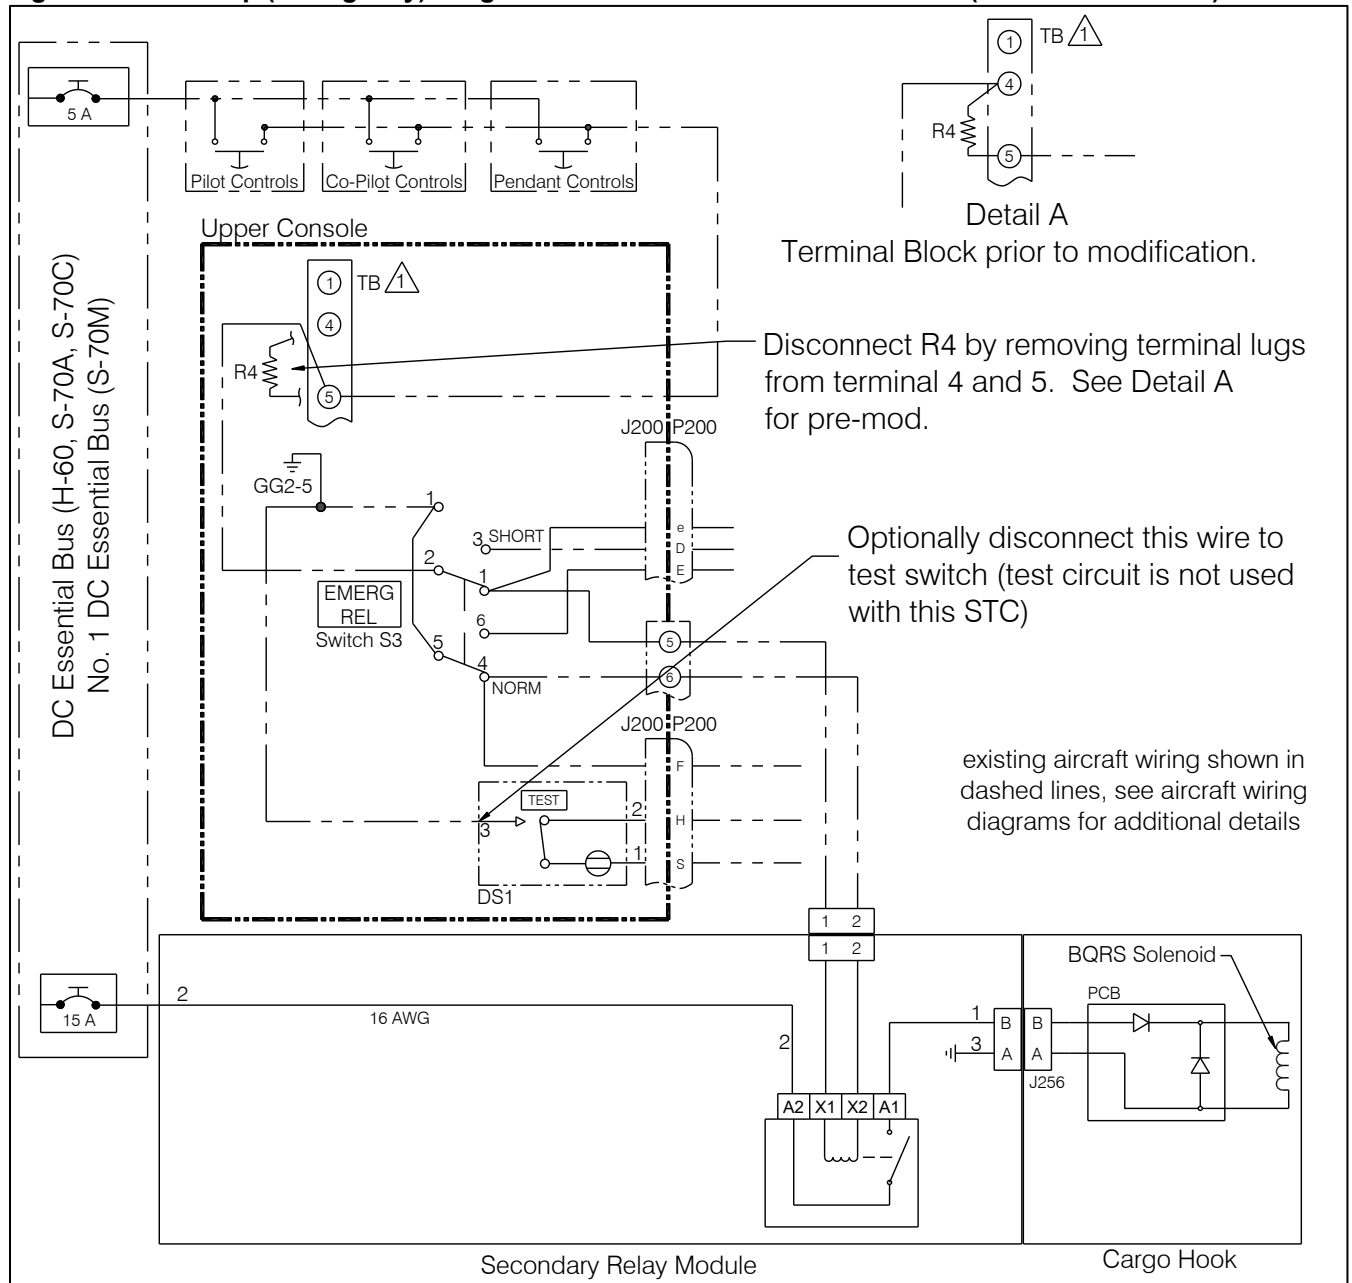 TB 1
1
4
R4
5
Detail A
Terminal Block prior to modification.
5 A
Pilot Controls
Co-Pilot Controls
Pendant Controls
DC Essential Bus (H-60, S-70A, S-70C)
No. 1 DC Essential Bus (S-70M)
Upper Console
1
TB 1
4
R4
5
Disconnect R4 by removing terminal lugs
from terminal 4 and 5. See Detail A
for pre-mod.
J200 P200
GG2-5
1
e
3 SHORT
D
2
1
E
EMERG
REL
Switch S3
6
5
5
4
6
NORM
Optionally disconnect this wire to
test switch (test circuit is not used
with this STC)
J200 P200
F
TEST
2
H
3
1
S
DS1
existing aircraft wiring shown in
dashed lines, see aircraft wiring
diagrams for additional details
1 2
1 2
15 A
2
16 AWG
2
A2 X1 X2 A1
1
B B
3
A A
J256
BQRS Solenoid
PCB
Secondary Relay Module
Cargo Hook